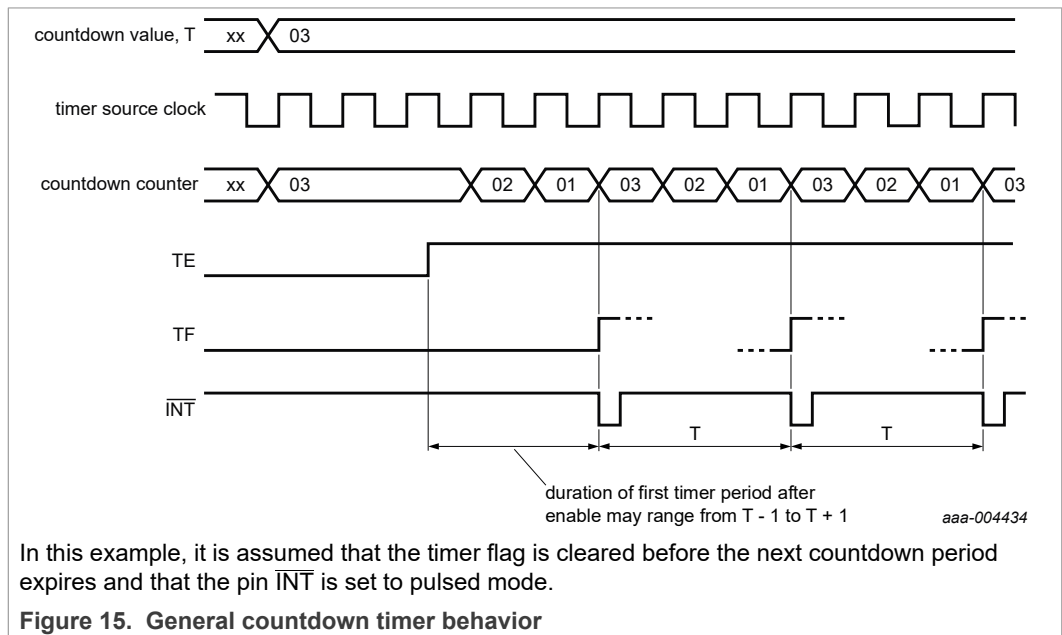 countdown value, T xx 03
timer source clock
countdown counter xx 03 02 01 03 02 01 03 02 01 03
TE
TF
INT
T T
duration of first timer period after
enable may range from T - 1 to T + 1
aaa-004434
In this example, it is assumed that the timer flag is cleared before the next countdown period
expires and that the pin INT is set to pulsed mode.
Figure 15. General countdown timer behavior